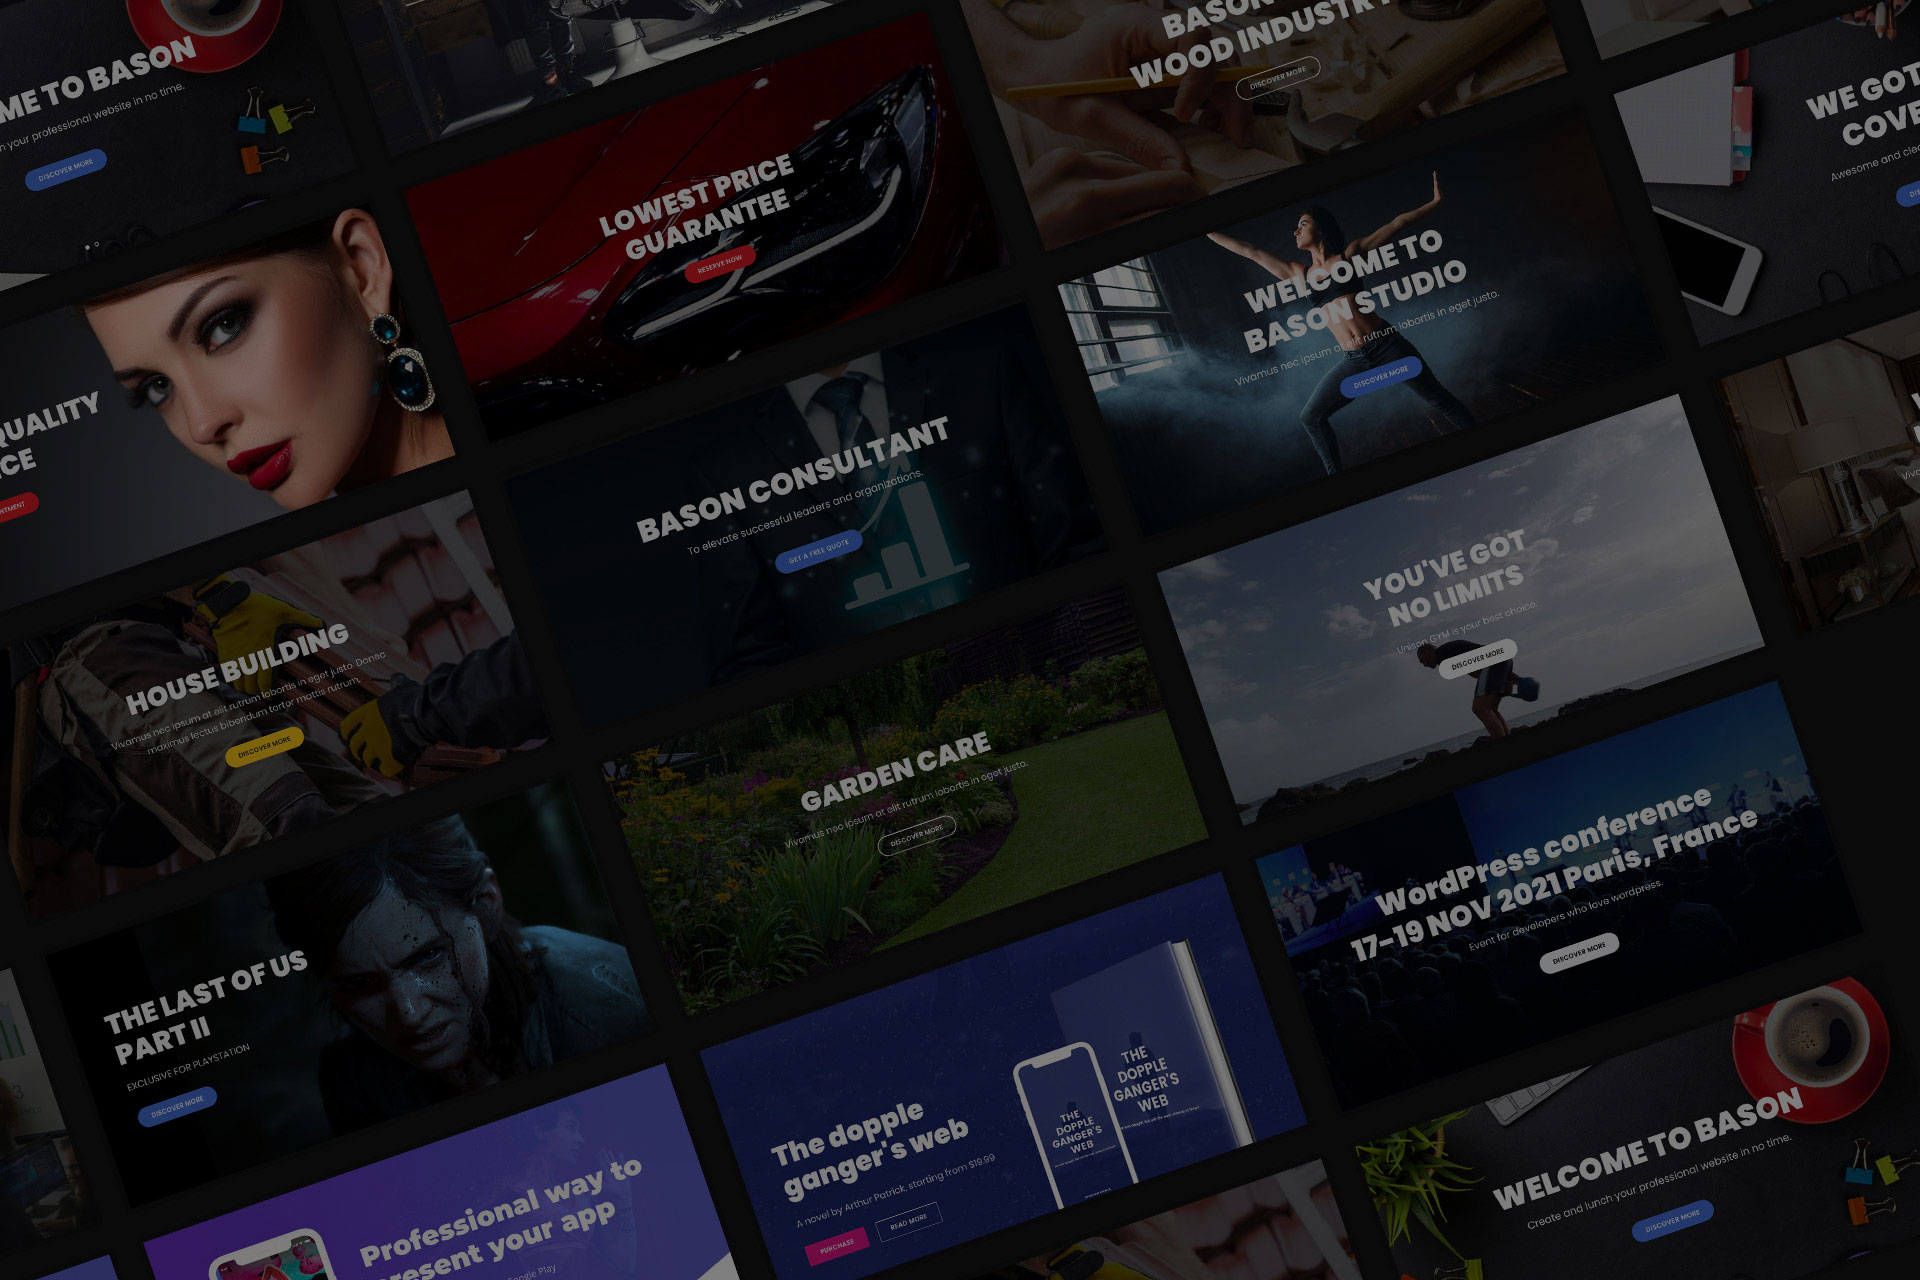 ME TO BASON
your professional website in no time.
DISCOVER MORE
LOWEST PRICE
GUARANTEE
RESERVE NOW
BASON
WOOD INDUSTRY
DISCOVER MORE
WE GOT
COVE
Awesome and clea
WELCOME TO
BASON STUDIO
Vivamus nec ipsum at elit rutrum lobortis in eget justo.
DISCOVER MORE
QUALITY
CE
NTMENT
BASON CONSULTANT
To elevate successful leaders and organizations.
GET A FREE QUOTE
YOU'VE GOT
NO LIMITS
Unison GYM is your best choice.
DISCOVER MORE
HOUSE BUILDING
Vivamus nec ipsum at elit rutrum lobortis in eget justo. Donec
maximus lectus bibendum tortor mattis rutrum.
DISCOVER MORE
GARDEN CARE
Vivamus nec ipsum at elit rutrum lobortis in eget justo.
DISCOVER MORE
WordPress conference
17-19 NOV 2021 Paris, France
Event for developers who love wordpress.
DISCOVER MORE
THE LAST OF US
PART II
EXCLUSIVE FOR PLAYSTATION
DISCOVER MORE
The dopple
ganger's web
A novel by Arthur Patrick, starting from $19.99
PURCHASE
READ MORE
THE
DOPPLE
GANGER'S
WEB
THE
DOPPLE
GANGER'S
WEB
WELCOME TO BASON
Create and lunch your professional website in no time.
DISCOVER MORE
Professional way to
resent your app
Google Play